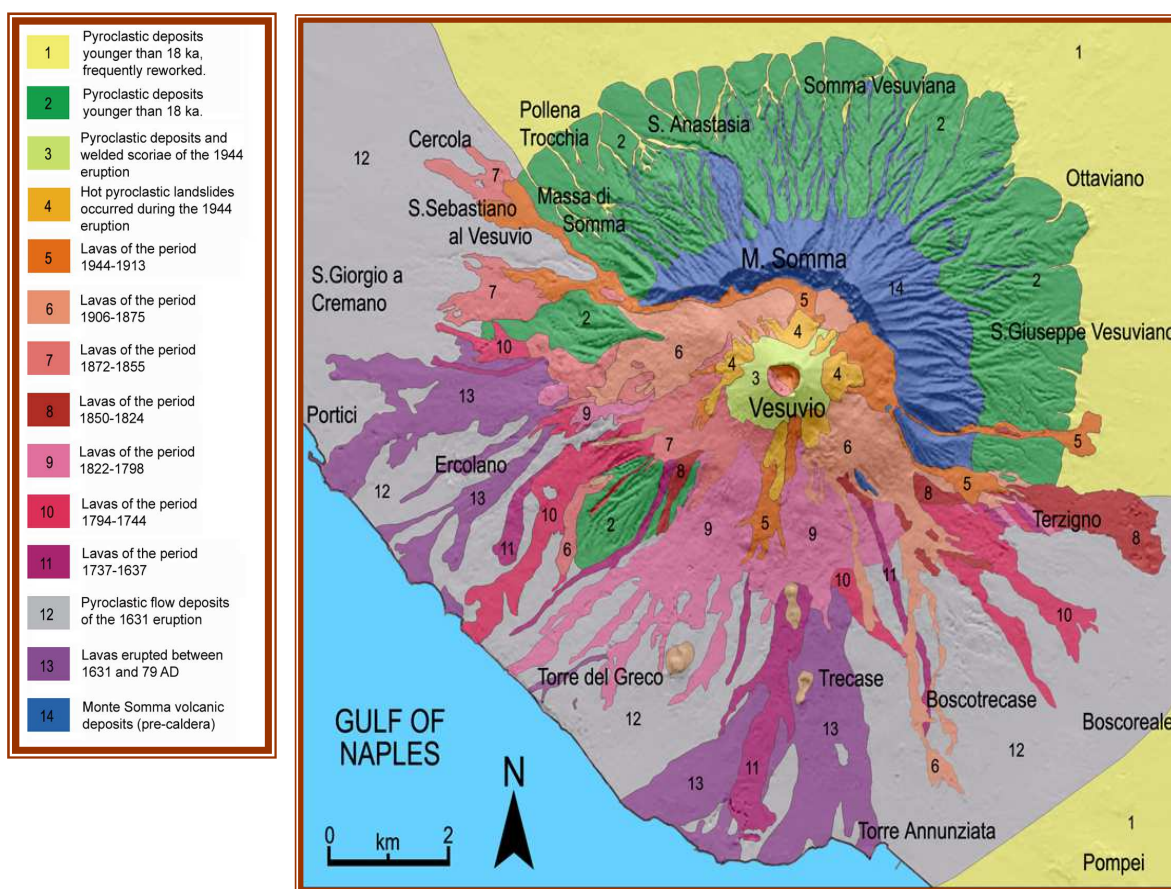 1
Pyroclastic deposits
younger than 18 ka,
frequently reworked.
2
Pyroclastic deposits
younger than 18 ka.
3
Pyroclastic deposits and
welded scoriae of the 1944
eruption
4
Hot pyroclastic landslides
occurred during the 1944
eruption
5
Lavas of the period
1944-1913
6
Lavas of the period
1906-1875
7
Lavas of the period
1872-1855
8
Lavas of the period
1850-1824
9
Lavas of the period
1822-1798
10
Lavas of the period
1794-1744
11
Lavas of the period
1737-1637
12
Pyroclastic flow deposits
of the 1631 eruption
13
Lavas erupted between
1631 and 79 AD
14
Monte Somma volcanic
deposits (pre-caldera)
1
Somma Vesuviana
Pollena
Trocchia
S. Anastasia
2
2
Cercola
12
7
Ottaviano
Massa di
Somma
S.Sebastiano
al Vesuvio
M. Somma
S.Giorgio a
Cremano
7
14
2
5
2
4
S.Giuseppe Vesuviano
10
6
4
3
4
13
Vesuvio
Portici
9
7
6
5
Ercolano
8
5
8
12
13
10
2
9
9
Terzigno
11
6
5
8
10
11
10
Torre del Greco
Trecase
Boscotrecase
12
Boscoreale
GULF OF
NAPLES
13
12
11
6
13
N
0
2
km
Torre Annunziata
1
Pompei